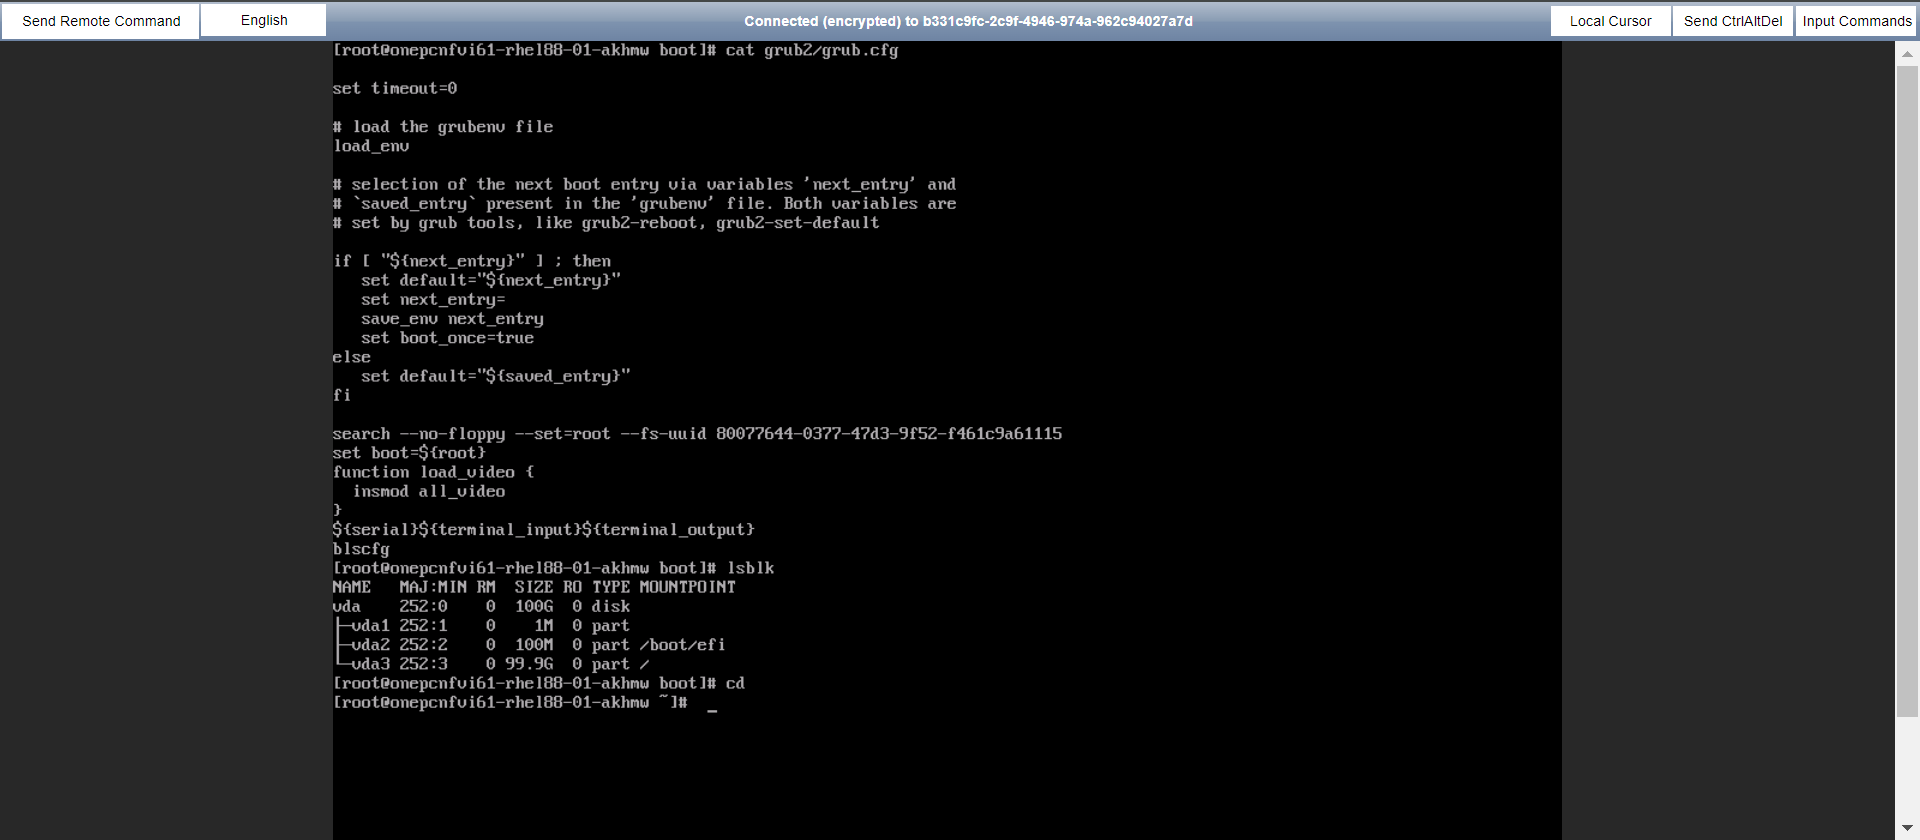 Send Remote Command English Connected (encrypted) to b331c9fc-2c9f-4946-974a-962c94027a7d Local Cursor Send CtrlAltDel Input Commands
[root@onepcnfvi61-rhel88-01-akhmw boot]# cat grub2/grub.cfg
set timeout=0
# load the grubenv file
load_env
# selection of the next boot entry via variables 'next_entry' and
# `saved_entry` present in the 'grubenv' file. Both variables are
# set by grub tools, like grub2-reboot, grub2-set-default
if [ "${next_entry}" ] ; then
   set default="${next_entry}"
   set next_entry=
   save_env next_entry
   set boot_once=true
else
   set default="${saved_entry}"
fi
search --no-floppy --set=root --fs-uuid 80077644-0377-47d3-9f52-f461c9a61115
set boot=${root}
function load_video {
  insmod all_video
}
${serial}${terminal_input}${terminal_output}
blscfg
[root@onepcnfvi61-rhel88-01-akhmw boot]# lsblk
NAME   MAJ:MIN RM  SIZE RO TYPE MOUNTPOINT
vda    252:0    0  100G  0 disk
├─vda1 252:1    0    1M  0 part
├─vda2 252:2    0  100M  0 part /boot/efi
└─vda3 252:3    0 99.9G  0 part /
[root@onepcnfvi61-rhel88-01-akhmw boot]# cd
[root@onepcnfvi61-rhel88-01-akhmw ~]# _